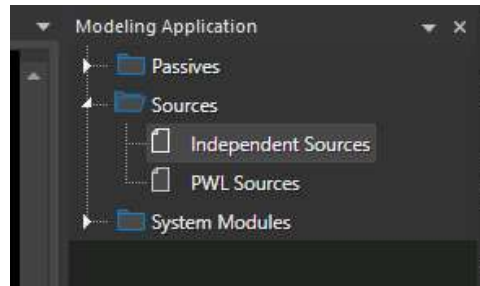 Modeling Application
Passives
Sources
Independent Sources
PWL Sources
System Modules